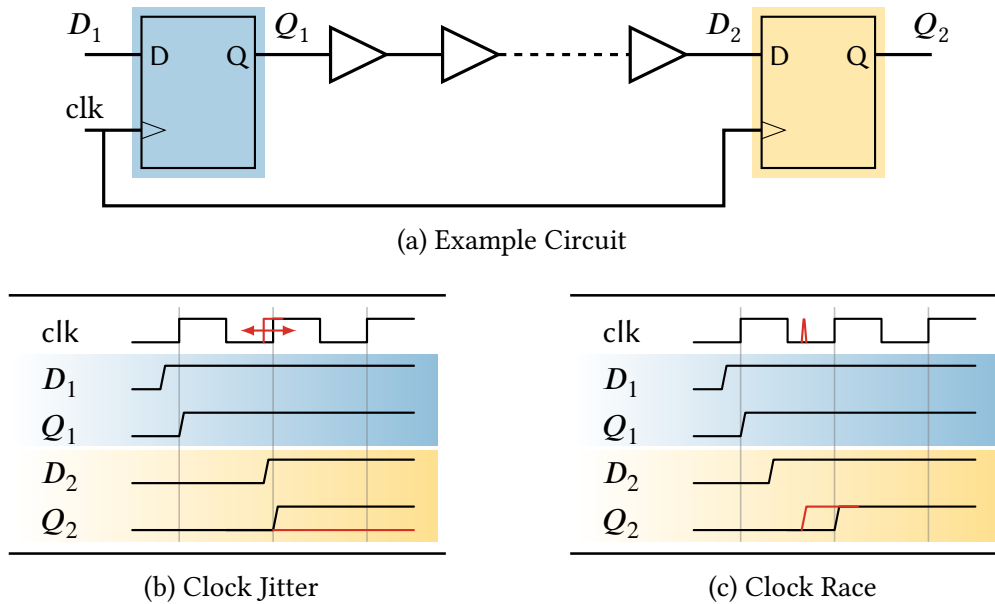 D₁ Q₁ D₂ Q₂
D Q D Q
clk
(a) Example Circuit
clk
D₁
Q₁
D₂
Q₂
(b) Clock Jitter
clk
D₁
Q₁
D₂
Q₂
(c) Clock Race